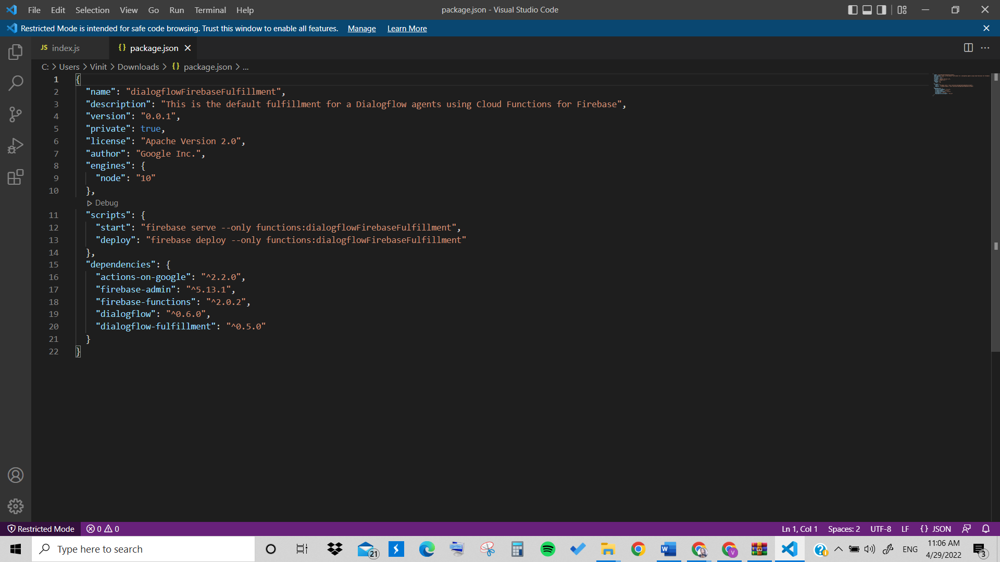 File Edit Selection View Go Run Terminal Help package.json - Visual Studio Code
Restricted Mode is intended for safe code browsing. Trust this window to enable all features. Manage Learn More
JS index.js {} package.json
C: > Users > Vinit > Downloads > {} package.json > ...
1 {
2 "name": "dialogflowFirebaseFulfillment",
3 "description": "This is the default fulfillment for a Dialogflow agents using Cloud Functions for Firebase",
4 "version": "0.0.1",
5 "private": true,
6 "license": "Apache Version 2.0",
7 "author": "Google Inc.",
8 "engines": {
9 "node": "10"
10 },
Debug
11 "scripts": {
12 "start": "firebase serve --only functions:dialogflowFirebaseFulfillment",
13 "deploy": "firebase deploy --only functions:dialogflowFirebaseFulfillment"
14 },
15 "dependencies": {
16 "actions-on-google": "^2.2.0",
17 "firebase-admin": "^5.13.1",
18 "firebase-functions": "^2.0.2",
19 "dialogflow": "^0.6.0",
20 "dialogflow-fulfillment": "^0.5.0"
21 }
22 }
Restricted Mode 0 0 Ln 1, Col 1 Spaces: 2 UTF-8 LF {} JSON
Type here to search 21 W V ENG 11:06 AM 3
4/29/2022